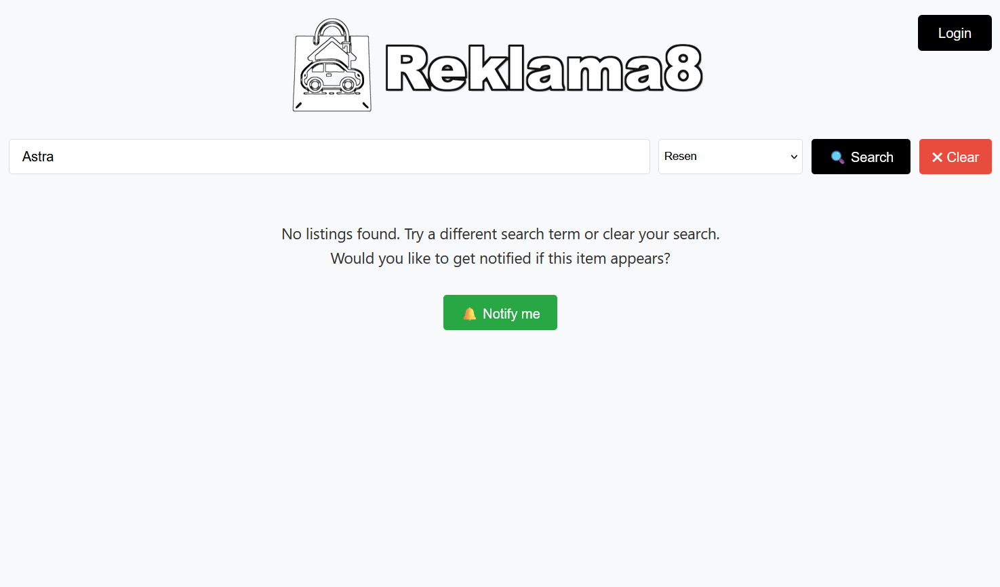 Reklama8
Login
Astra
Resen
Search
Clear
No listings found. Try a different search term or clear your search.
Would you like to get notified if this item appears?
Notify me